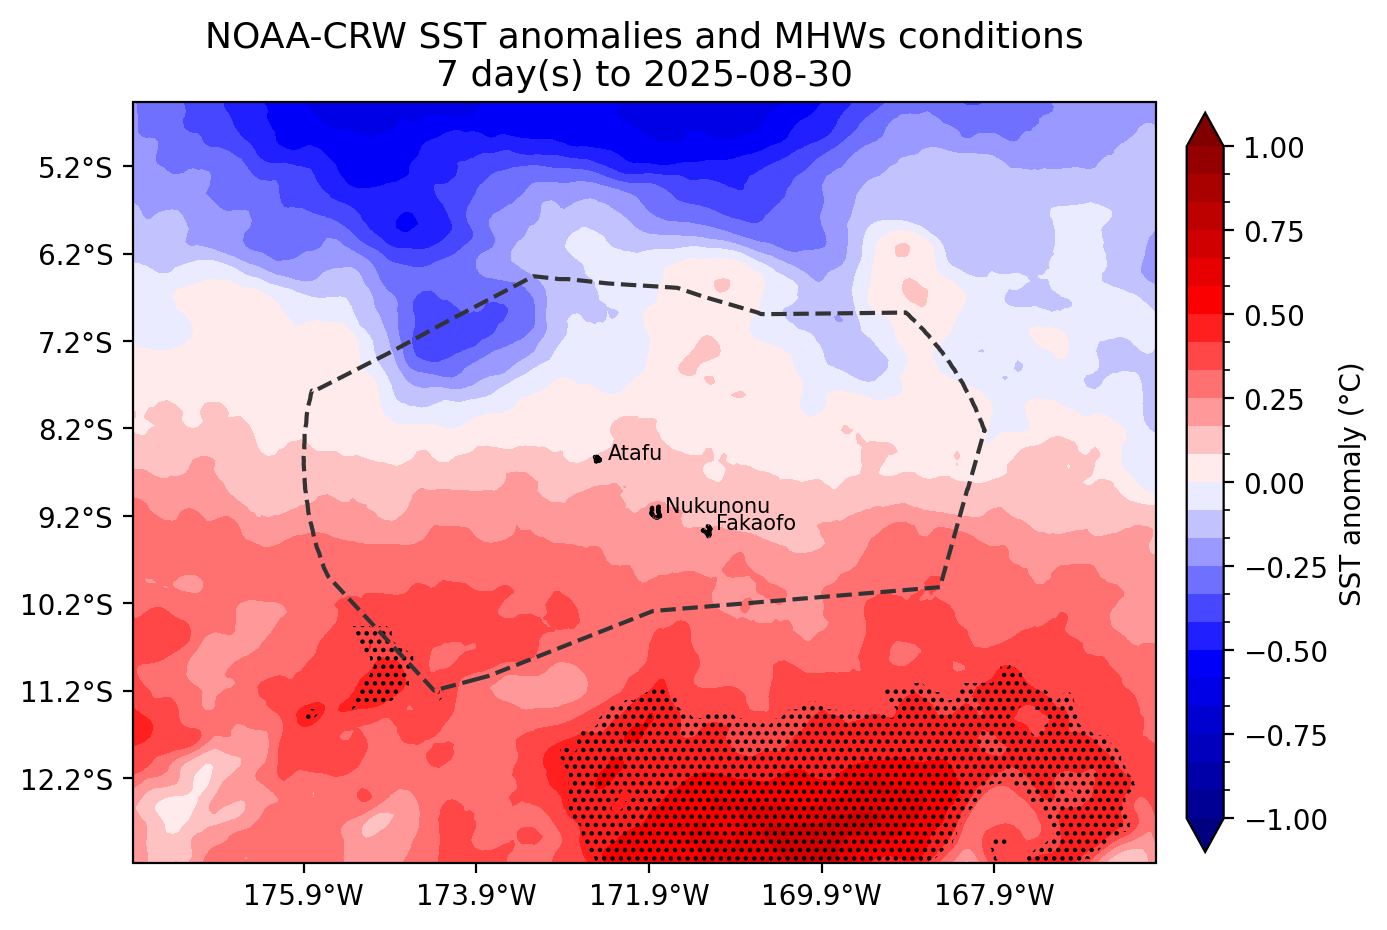 NOAA-CRW SST anomalies and MHWs conditions
7 day(s) to 2025-08-30
5.2°S
6.2°S
7.2°S
8.2°S
9.2°S
10.2°S
11.2°S
12.2°S
Atafu
Nukunonu
Fakaofo
175.9°W
173.9°W
171.9°W
169.9°W
167.9°W
1.00
0.75
0.50
0.25
0.00
−0.25
−0.50
−0.75
−1.00
SST anomaly (°C)